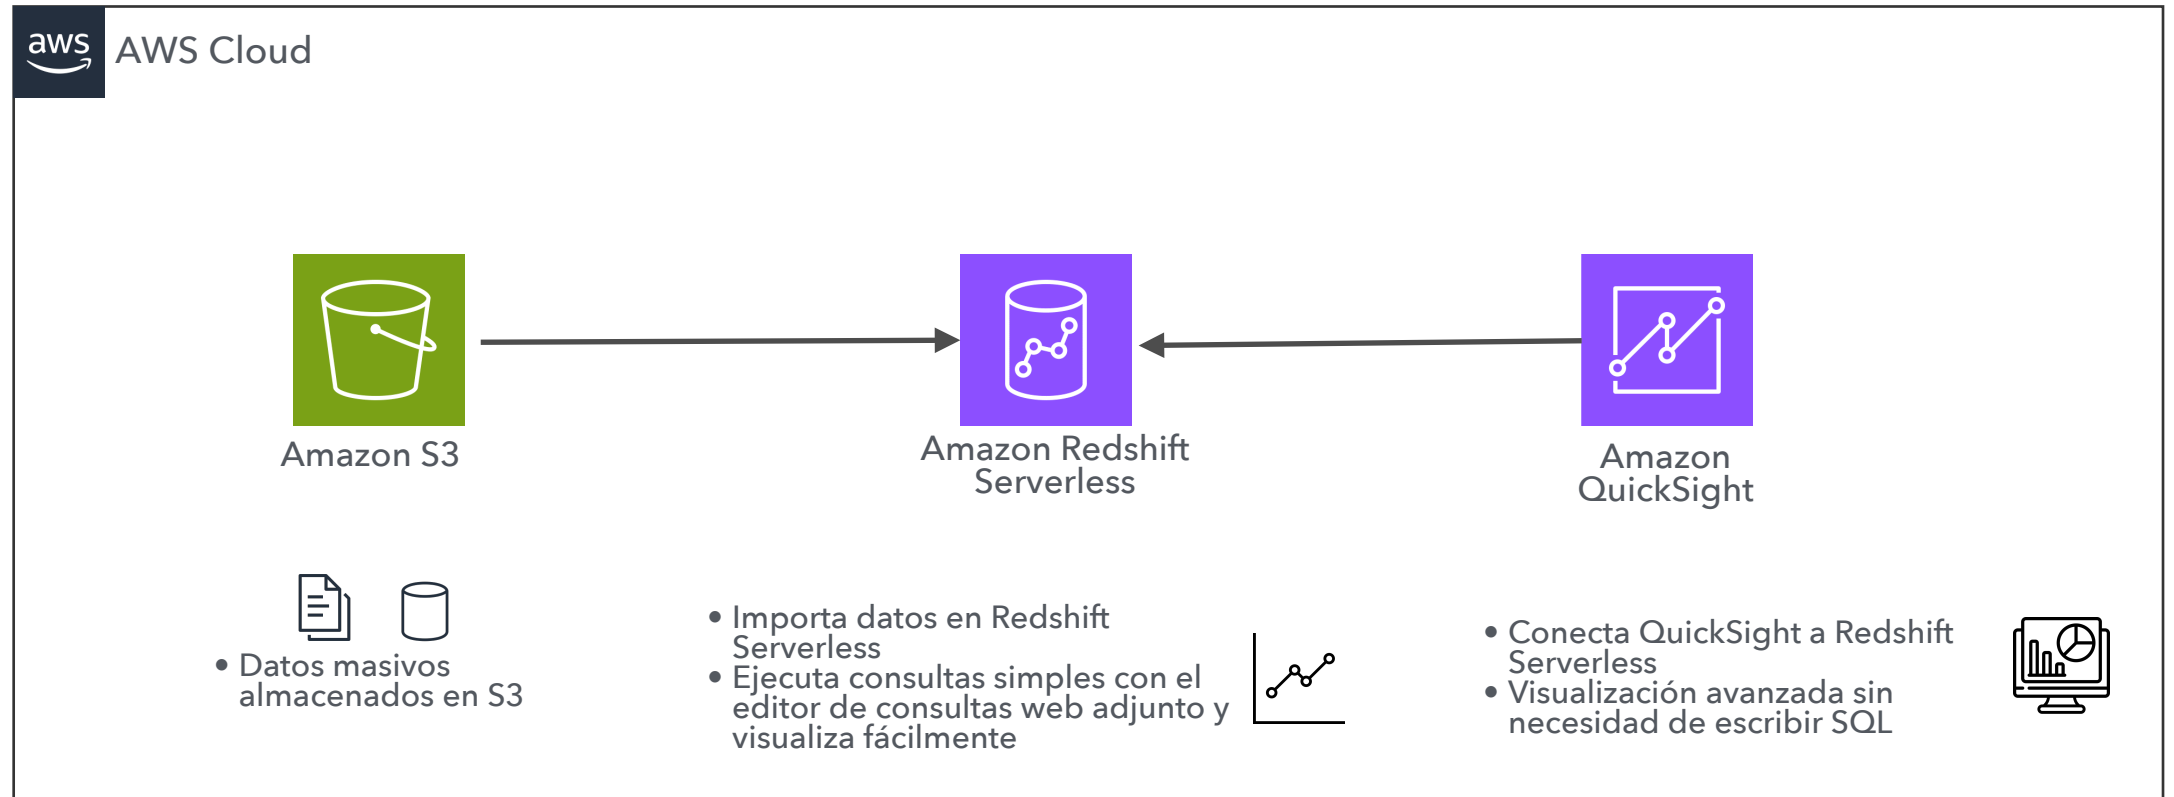 aws
AWS Cloud
Amazon S3
Amazon Redshift
Serverless
Amazon
QuickSight
• Datos masivos
almacenados en S3
• Importa datos en Redshift
Serverless
• Ejecuta consultas simples con el
editor de consultas web adjunto y
visualiza fácilmente
• Conecta QuickSight a Redshift
Serverless
• Visualización avanzada sin
necesidad de escribir SQL